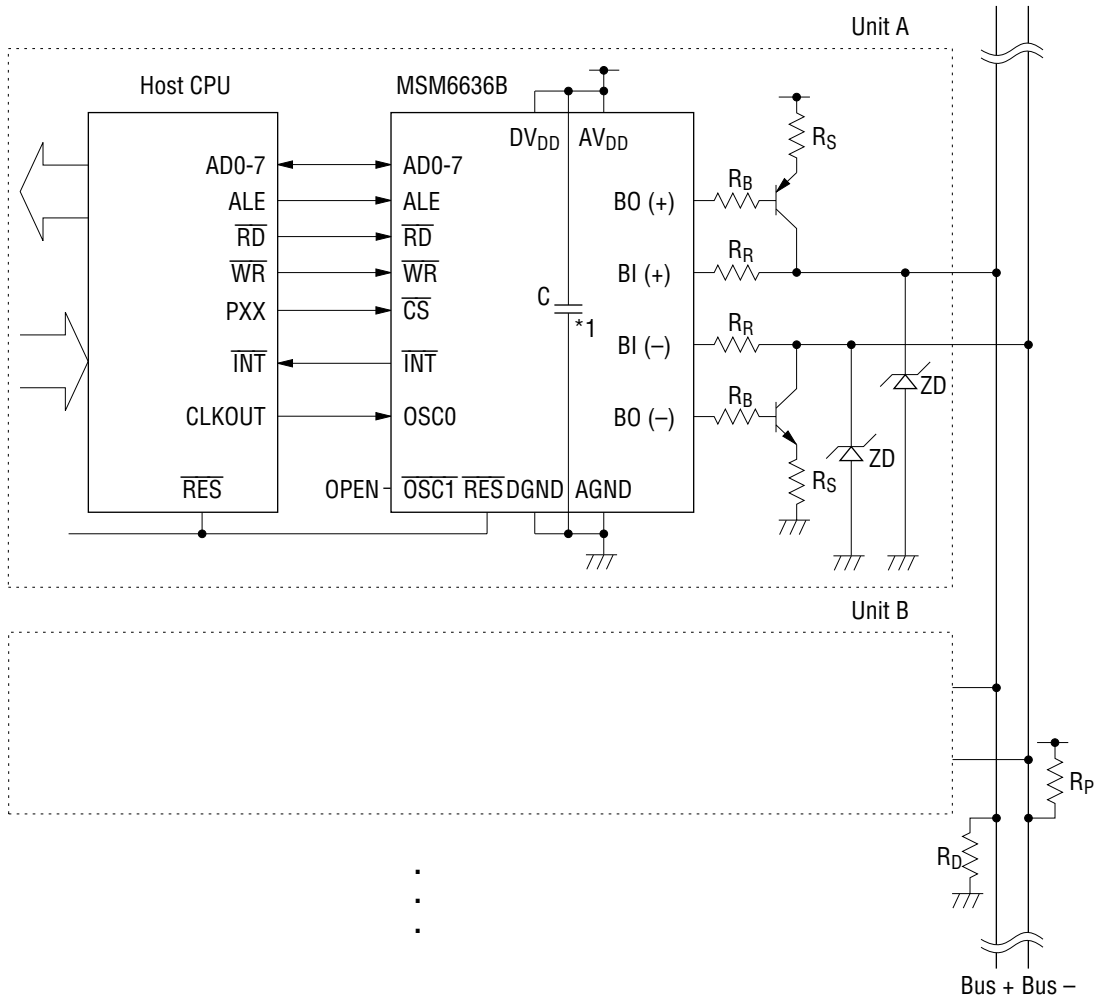 Unit A
Host CPU
MSM6636B
DVDD AVDD
RS
AD0-7
AD0-7
RB
BO (+)
ALE
ALE
RD
RD
RR
BI (+)
WR
WR
C
*1
PXX
CS
RR
BI (–)
INT
INT
ZD
RB
BO (–)
CLKOUT
OSC0
ZD
RS
RES
OPEN
OSC1 RES DGND AGND
Unit B
RP
RD
Bus + Bus –